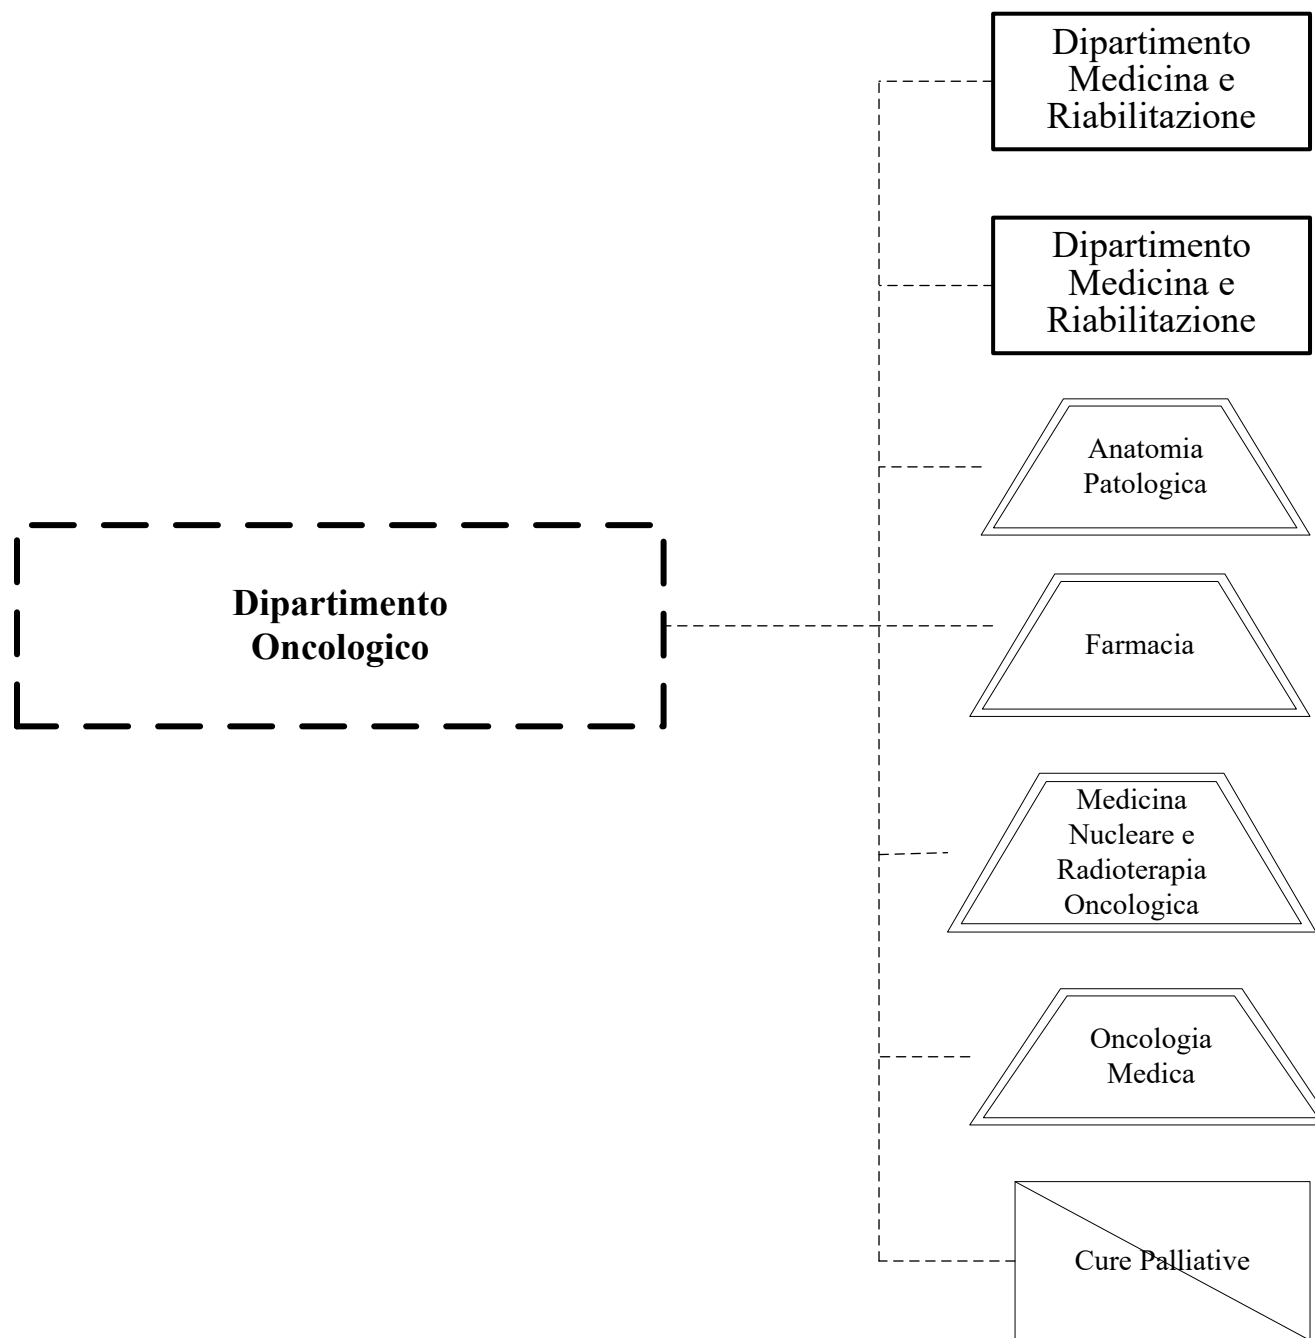 Dipartimento
Medicina e
Riabilitazione
Dipartimento
Medicina e
Riabilitazione
Anatomia
Patologica
Dipartimento
Oncologico
Farmacia
Medicina
Nucleare e
Radioterapia
Oncologica
Oncologia
Medica
Cure Palliative